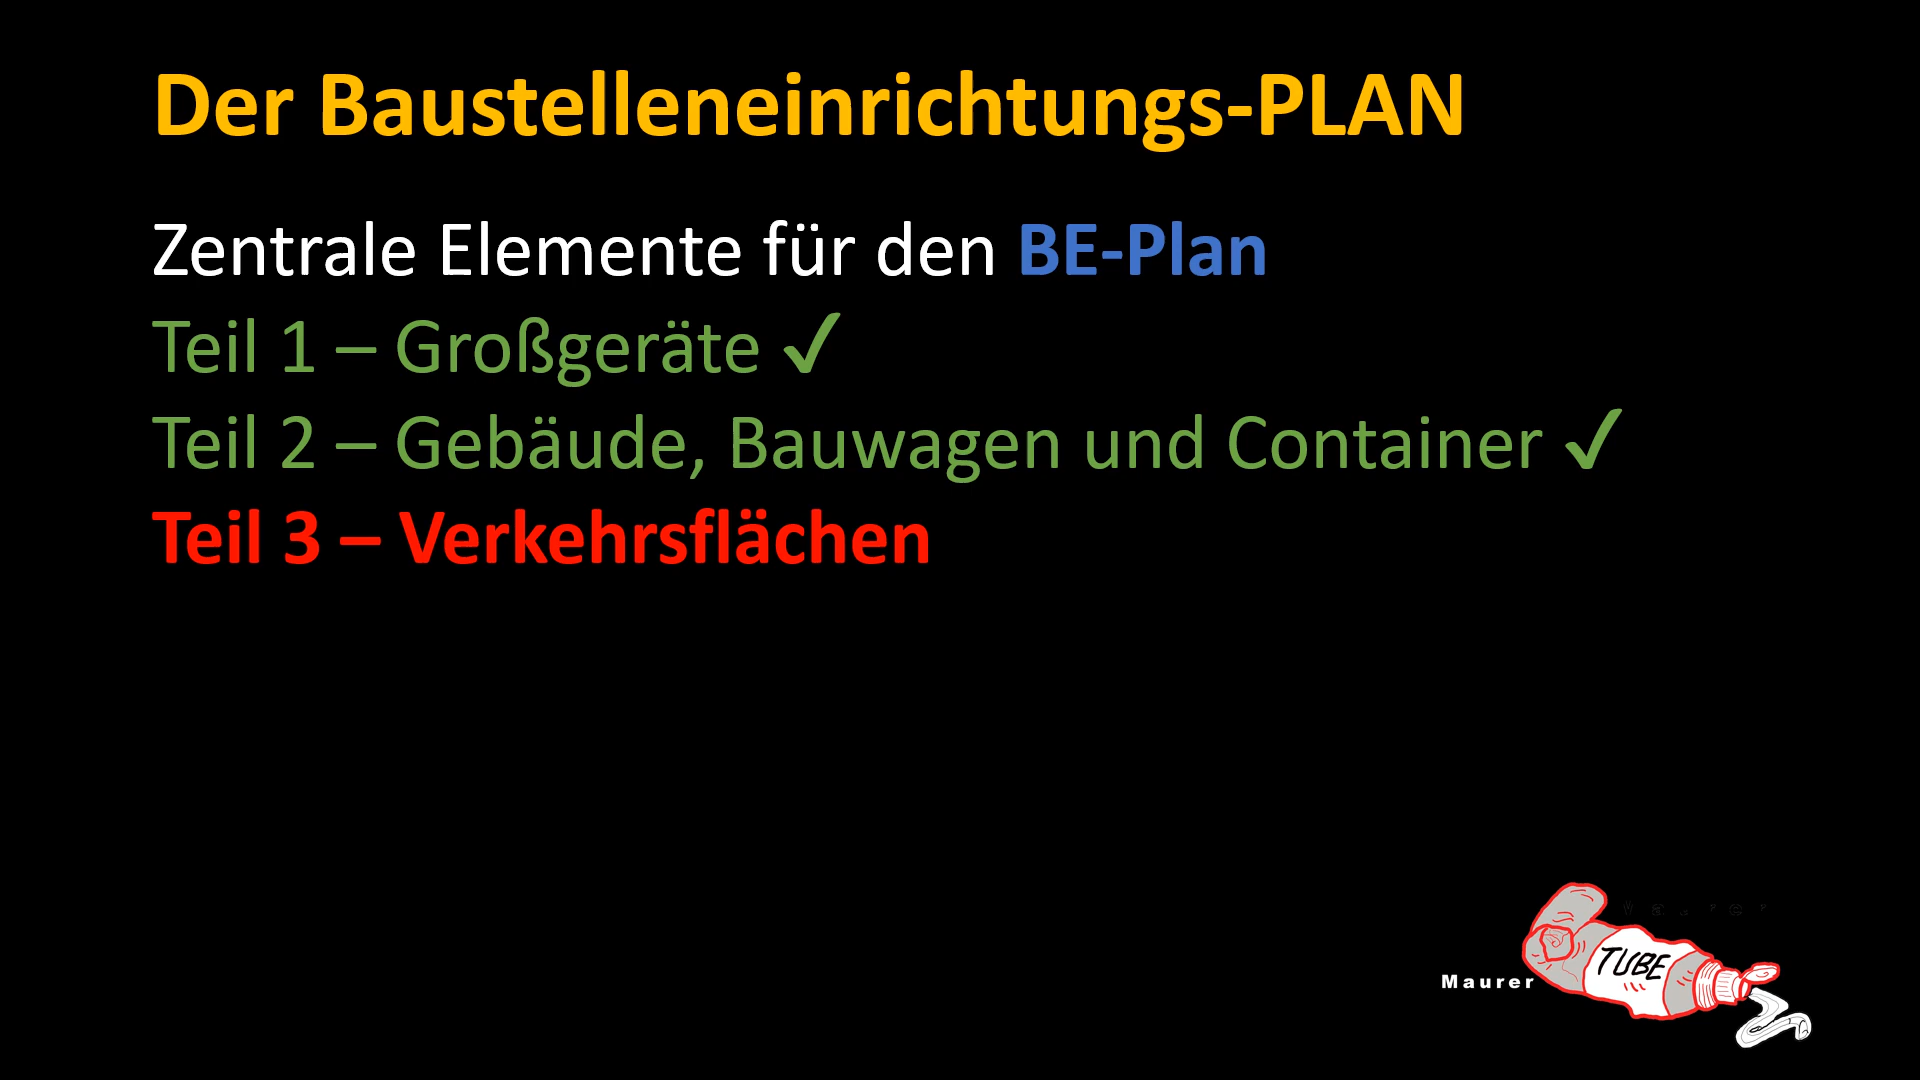 Der Baustelleneinrichtungs-PLAN
Zentrale Elemente für den BE-Plan
Teil 1 – Großgeräte ✓
Teil 2 – Gebäude, Bauwagen und Container ✓
Teil 3 – Verkehrsflächen
Maurer
TUBE